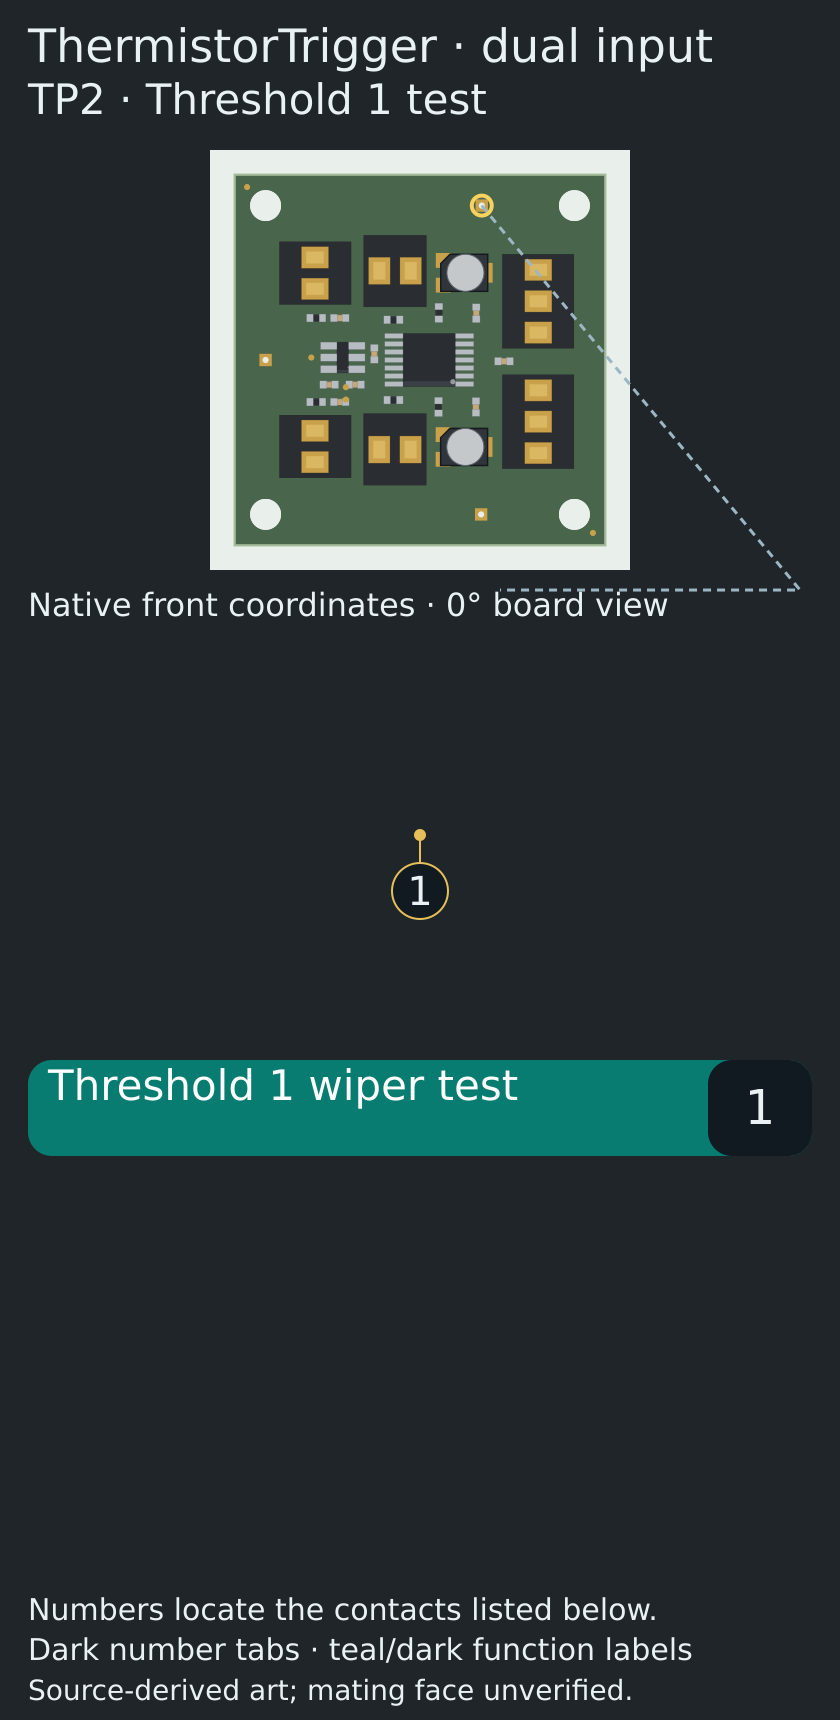 ThermistorTrigger · dual input
TP2 · Threshold 1 test
Native front coordinates · 0° board view
1
Threshold 1 wiper test 1
Numbers locate the contacts listed below.
Dark number tabs · teal/dark function labels
Source-derived art; mating face unverified.